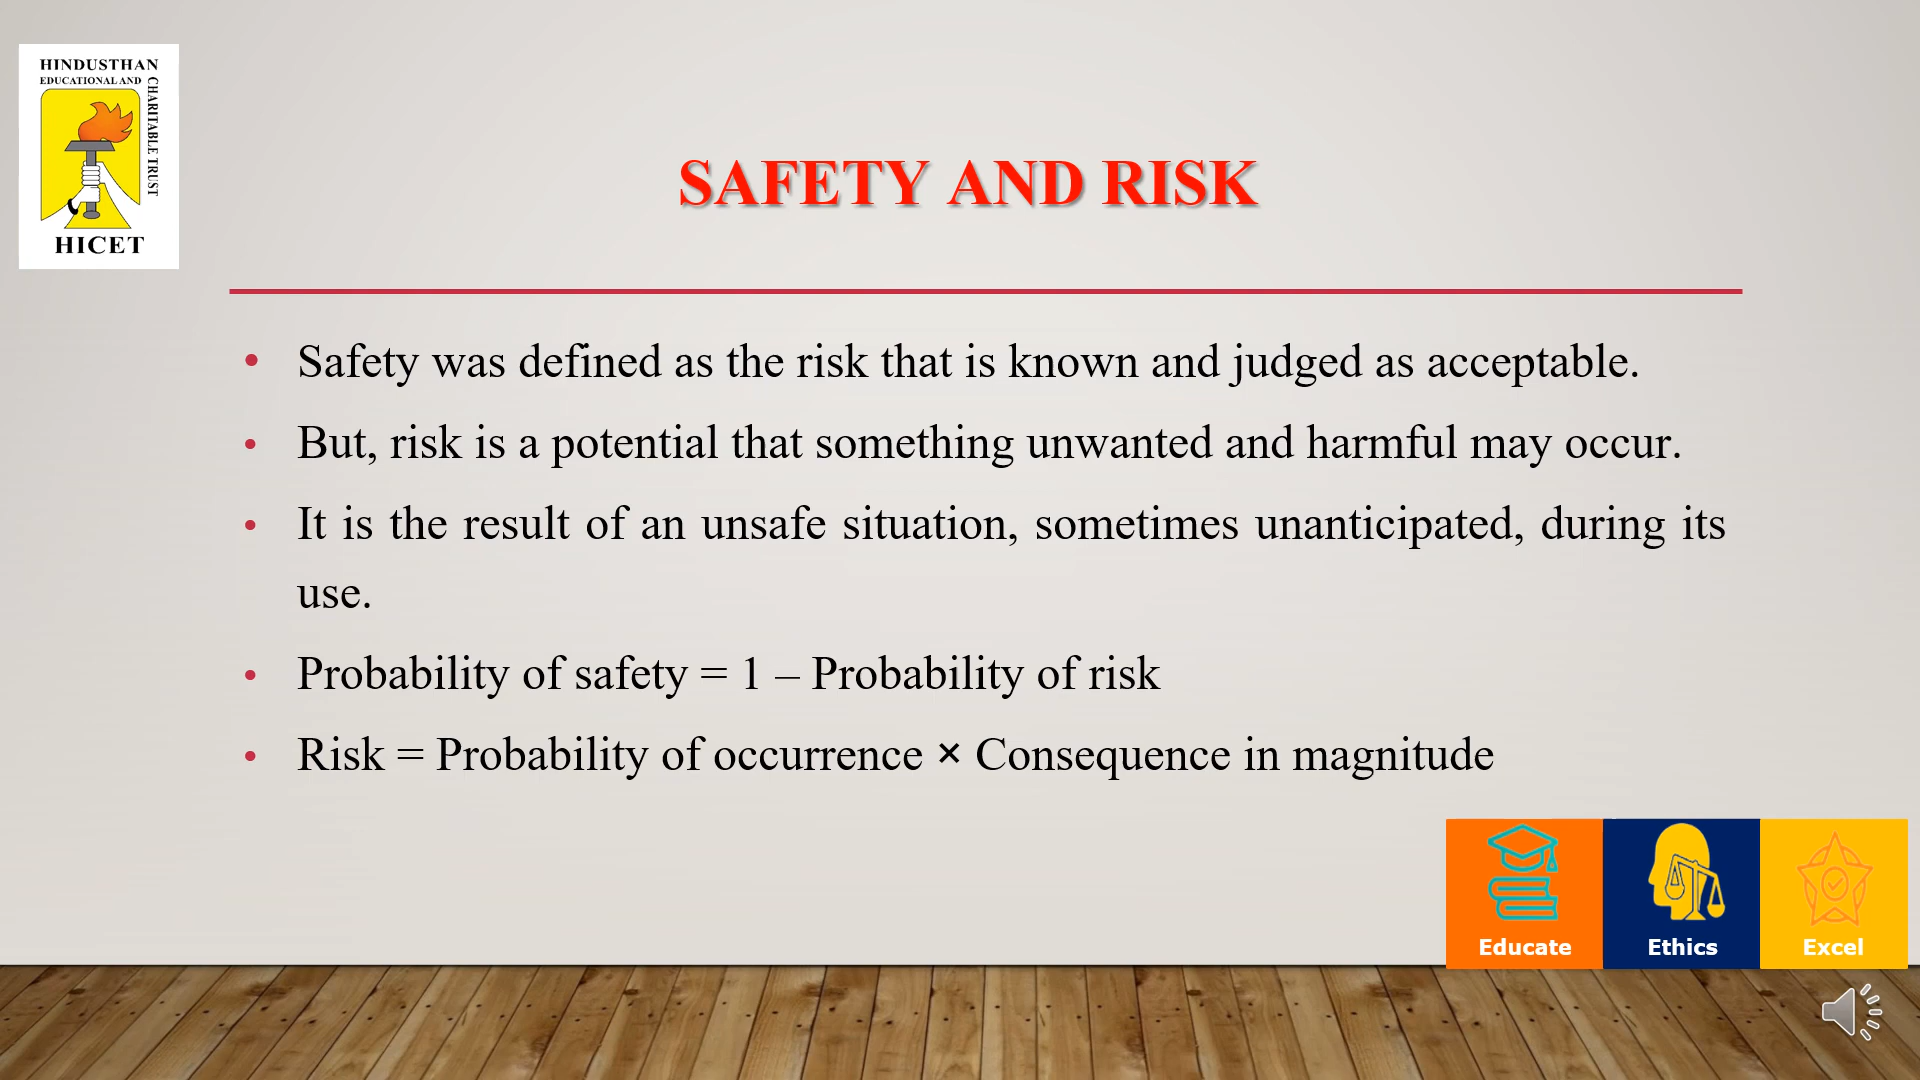 HINDUSTHAN
EDUCATIONAL AND
CHARITABLE TRUST
HICET
SAFETY AND RISK
• Safety was defined as the risk that is known and judged as acceptable.
• But, risk is a potential that something unwanted and harmful may occur.
• It is the result of an unsafe situation, sometimes unanticipated, during its
use.
• Probability of safety = 1 – Probability of risk
• Risk = Probability of occurrence × Consequence in magnitude
Educate
Ethics
Excel